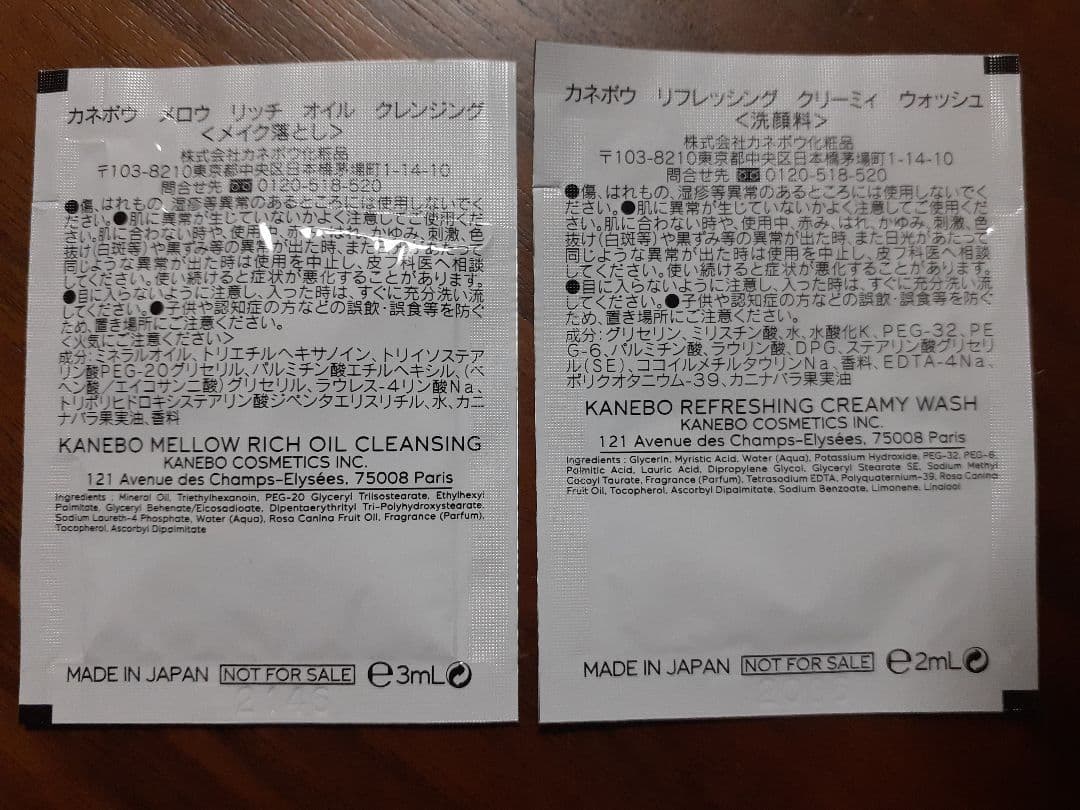 カネボウ メロウ リッチ オイル クレンジング
<メイク落とし>
株式会社カネボウ化粧品
〒103-8210東京都中央区日本橋茅場町1-14-10
問合せ先 0120-518-520
●傷、はれもの、湿疹等異常のあるところには使用しないでく
ださい。●肌に異常が生じていないかよく注意してご使用くだ
さい。肌に合わない時や、使用中、赤み、はれ、かゆみ、刺激、色
抜け(白斑等)や黒ずみ等の異常が出た時、また日光があたって
同じような異常が出た時は使用を中止し、皮フ科医へ相談
してください。使い続けると症状が悪化することがあります。
●目に入らないように注意し、入った時は、すぐに充分洗い流
してください。●子供や認知症の方などの誤飲・誤食等を防ぐ
ため、置き場所にご注意ください。
<火気にご注意ください>
成分:ミネラルオイル、トリエチルヘキサノイン、トリイソステア
リン酸PEG-20グリセリル、パルミチン酸エチルヘキシル、(ベ
ヘン酸/エイコサン二酸)グリセリル、ラウレス-4リン酸Na、
トリポリヒドロキシステアリン酸ジペンタエリスリチル、水、カニ
ナバラ果実油、香料
KANEBO MELLOW RICH OIL CLEANSING
KANEBO COSMETICS INC.
121 Avenue des Champs-Elysées, 75008 Paris
Ingredients : Mineral Oil, Triethylhexanoin, PEG-20 Glyceryl Triisostearate, Ethylhexyl
Palmitate, Glyceryl Behenate/Eicosadioate, Dipentaerythrityl Tri-Polyhydroxystearate,
Sodium Laureth-4 Phosphate, Water (Aqua), Rosa Canina Fruit Oil, Fragrance (Parfum),
Tocopherol, Ascorbyl Dipalmitate
MADE IN JAPAN NOT FOR SALE ℮3mL
カネボウ リフレッシング クリーミィ ウォッシュ
<洗顔料>
株式会社カネボウ化粧品
〒103-8210東京都中央区日本橋茅場町1-14-10
問合せ先 0120-518-520
●傷、はれもの、湿疹等異常のあるところには使用しないでく
ださい。●肌に異常が生じていないかよく注意してご使用くだ
さい。肌に合わない時や、使用中、赤み、はれ、かゆみ、刺激、色
抜け(白斑等)や黒ずみ等の異常が出た時、また日光があたって
同じような異常が出た時は使用を中止し、皮フ科医へ相談
してください。使い続けると症状が悪化することがあります。
●目に入らないように注意し、入った時は、すぐに充分洗い流
してください。●子供や認知症の方などの誤飲・誤食等を防ぐ
ため、置き場所にご注意ください。
成分:グリセリン、ミリスチン酸、水、水酸化K、PEG-32、PE
G-6、パルミチン酸、ラウリン酸、DPG、ステアリン酸グリセリ
ル(SE)、ココイルメチルタウリンNa、香料、EDTA-4Na、
ポリクオタニウム-39、カニナバラ果実油
KANEBO REFRESHING CREAMY WASH
KANEBO COSMETICS INC.
121 Avenue des Champs-Elysées, 75008 Paris
Ingredients : Glycerin, Myristic Acid, Water (Aqua), Potassium Hydroxide, PEG-32, PEG-6,
Palmitic Acid, Lauric Acid, Dipropylene Glycol, Glyceryl Stearate SE, Sodium Methyl
Cocoyl Taurate, Fragrance (Parfum), Tetrasodium EDTA, Polyquaternium-39, Rosa Canina
Fruit Oil, Tocopherol, Ascorbyl Dipalmitate, Sodium Benzoate, Limonene, Linalool
MADE IN JAPAN NOT FOR SALE ℮2mL